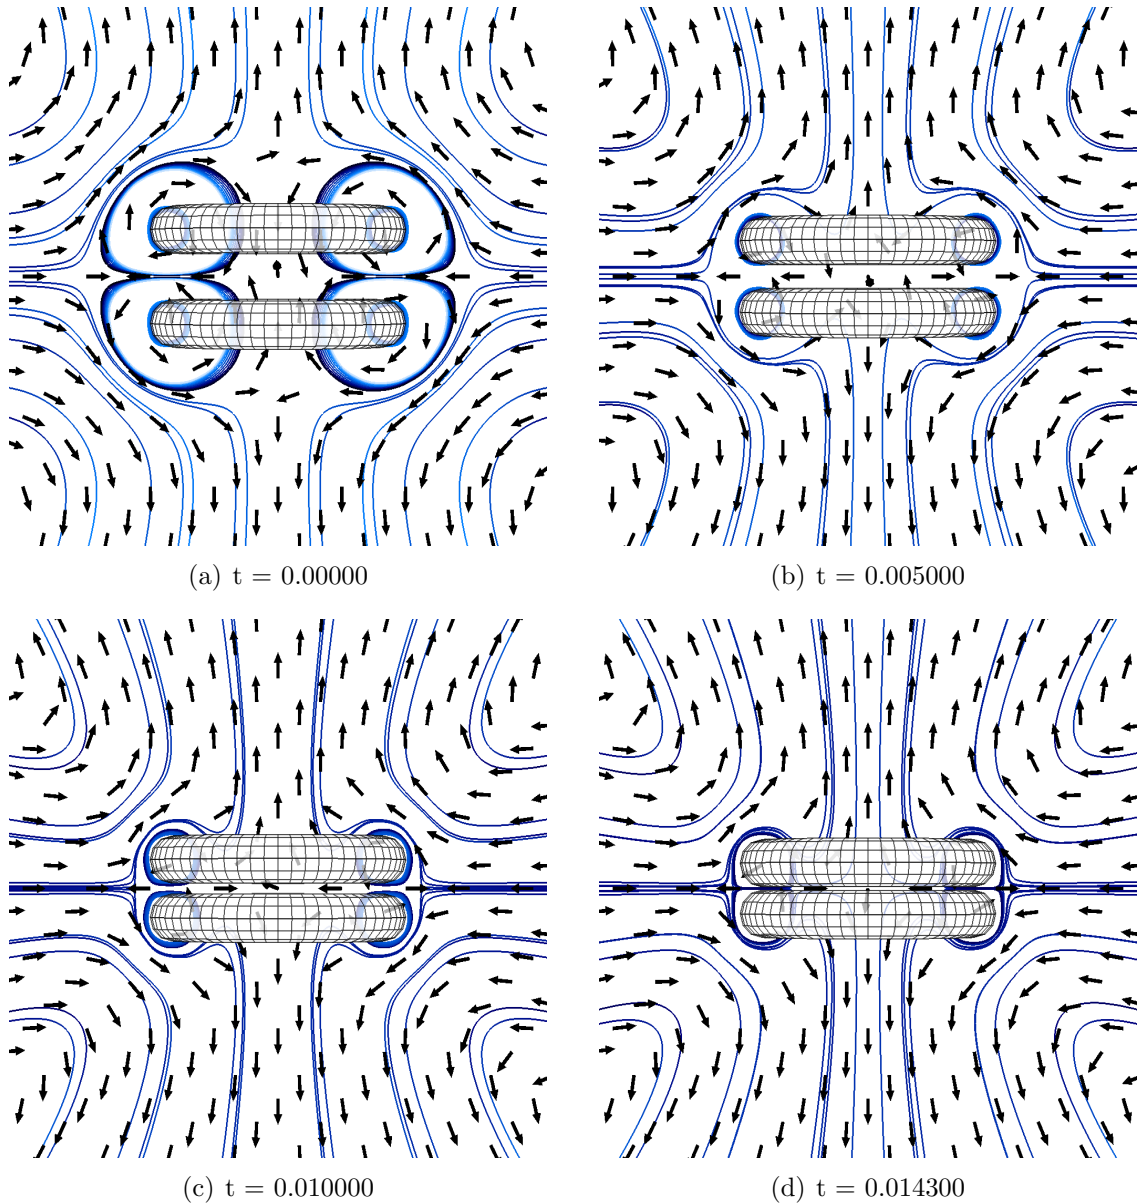 (a) t = 0.00000
(b) t = 0.005000
(c) t = 0.010000
(d) t = 0.014300